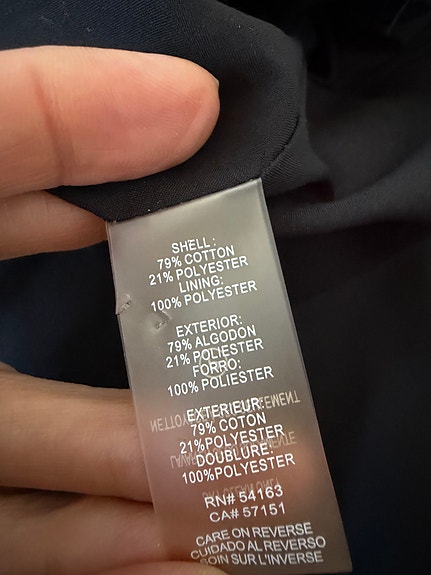 SHELL:
79% COTTON
21% POLYESTER
LINING:
100% POLYESTER
EXTERIOR:
79% ALGODON
21% POLIESTER
FORRO:
100% POLIESTER
EXTERIEUR:
79% COTON
21%POLYESTER
DOUBLURE:
100%POLYESTER
RN# 54163
CA# 57151
CARE ON REVERSE
CUIDADO AL REVERSO
SOIN SUR L'INVERSE